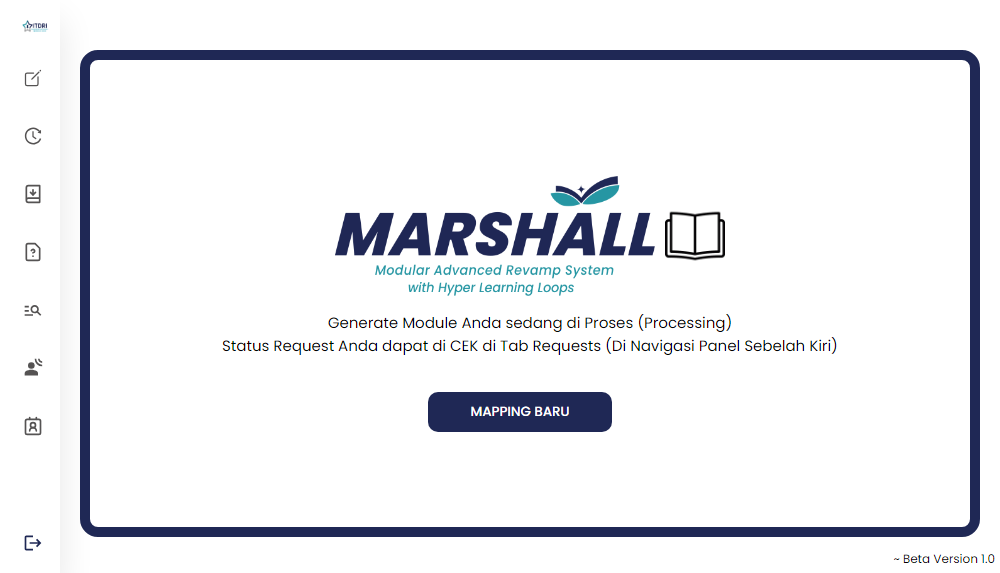 ITDRI
MARSHALL
Modular Advanced Revamp System
with Hyper Learning Loops
Generate Module Anda sedang di Proses (Processing)
Status Request Anda dapat di CEK di Tab Requests (Di Navigasi Panel Sebelah Kiri)
MAPPING BARU
~ Beta Version 1.0